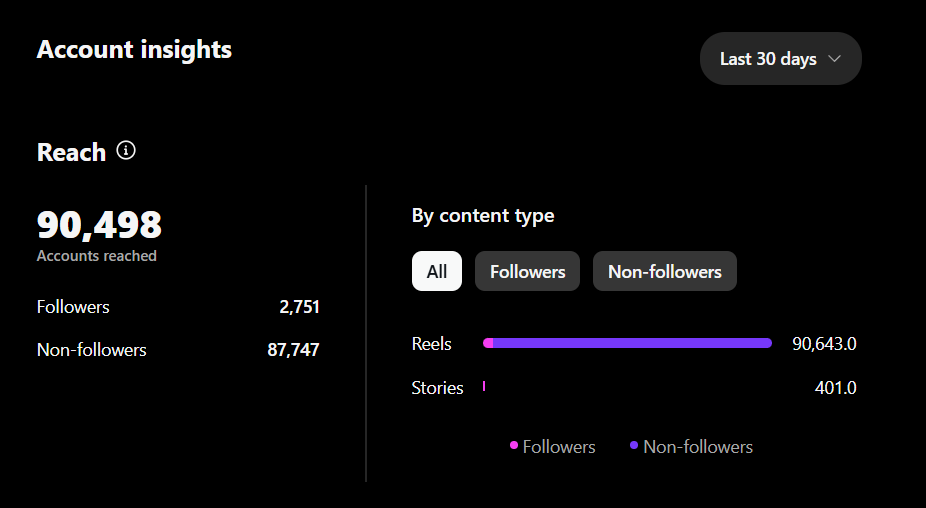 Account insights
Last 30 days
Reach
90,498
Accounts reached
Followers 2,751
Non-followers 87,747
By content type
All Followers Non-followers
Reels 90,643.0
Stories 401.0
Followers Non-followers